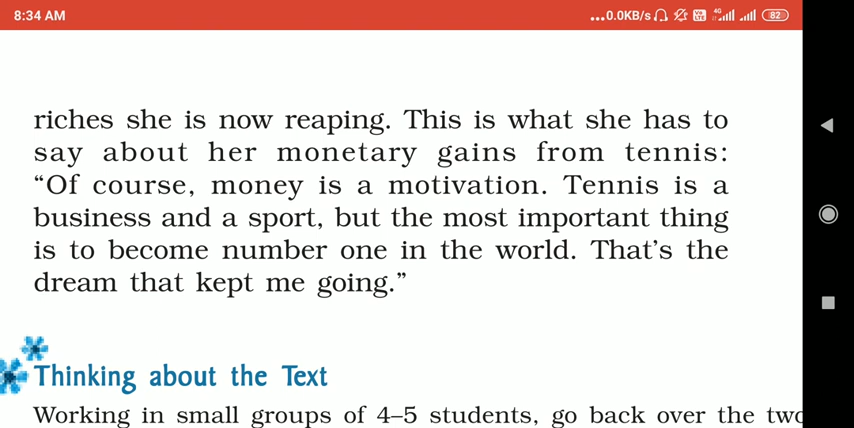 8:34 AM
...0.0KB/s 4G 82
riches she is now reaping. This is what she has to
say about her monetary gains from tennis:
“Of course, money is a motivation. Tennis is a
business and a sport, but the most important thing
is to become number one in the world. That’s the
dream that kept me going.”
Thinking about the Text
Working in small groups of 4–5 students, go back over the two